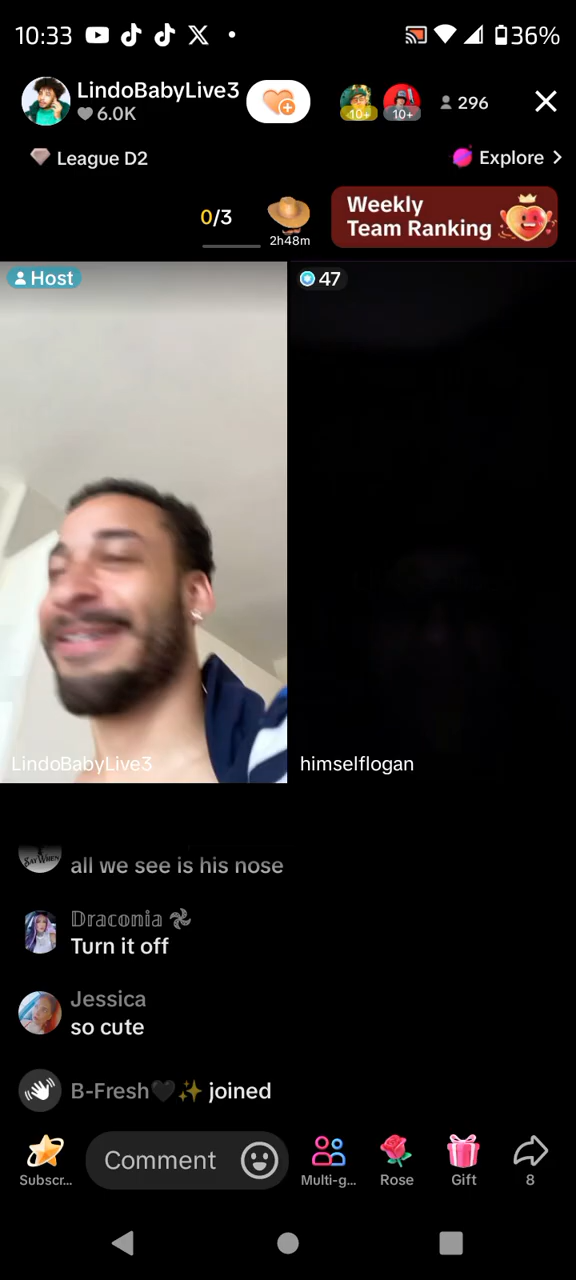 10:33
36%
LindoBabyLive3
6.0K
10+
10+
296
League D2
Explore
0/3
2h48m
Weekly
Team Ranking
Host
47
LindoBabyLive3
himselflogan
SAY WHEN
all we see is his nose
𝔻𝕣𝕒𝕔𝕠𝕟𝕚𝕒
Turn it off
Jessica
so cute
B-Fresh🖤✨ joined
Subscr...
Comment
Multi-g...
Rose
Gift
8